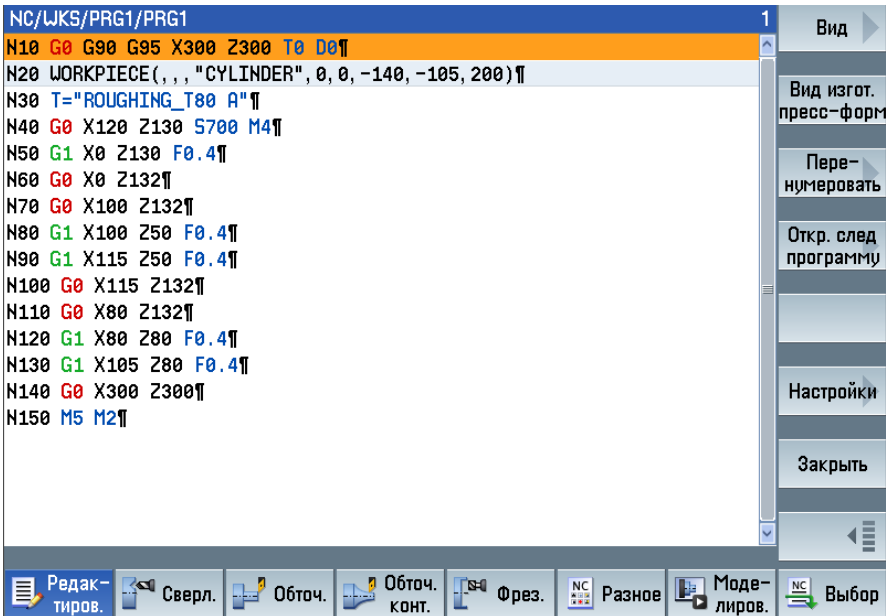 NC/WKS/PRG1/PRG1 1
N10 G0 G90 G95 X300 Z300 T0 D0¶
N20 WORKPIECE(,,,"CYLINDER",0,0,-140,-105,200)¶
N30 T="ROUGHING_T80 A"¶
N40 G0 X120 Z130 S700 M4¶
N50 G1 X0 Z130 F0.4¶
N60 G0 X0 Z132¶
N70 G0 X100 Z132¶
N80 G1 X100 Z50 F0.4¶
N90 G1 X115 Z50 F0.4¶
N100 G0 X115 Z132¶
N110 G0 X80 Z132¶
N120 G1 X80 Z80 F0.4¶
N130 G1 X105 Z80 F0.4¶
N140 G0 X300 Z300¶
N150 M5 M2¶
Вид
Вид изгот.
пресс-форм
Пере-
нумеровать
Откр. след
программу
Настройки
Закрыть
Редак-
тиров.
Сверл.
Обточ.
Обточ.
конт.
Фрез.
NC
Разное
Моде-
лиров.
NC
Выбор